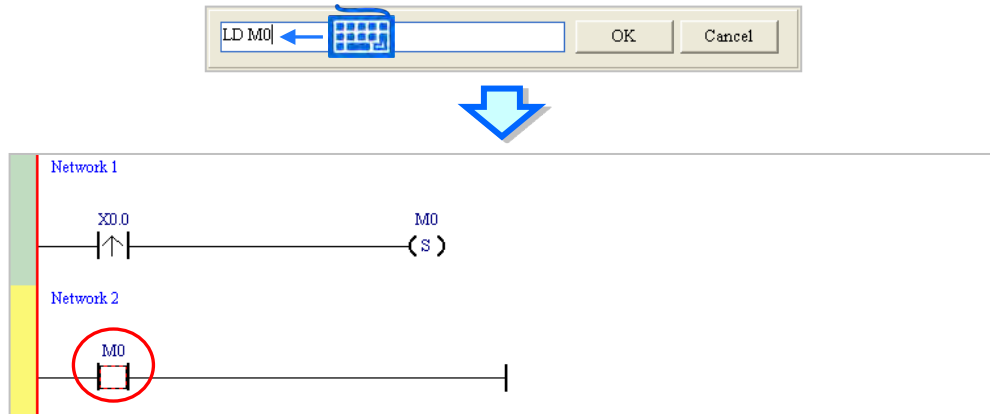 LD M0
OK Cancel
Network 1
X0.0 M0
S
Network 2
M0